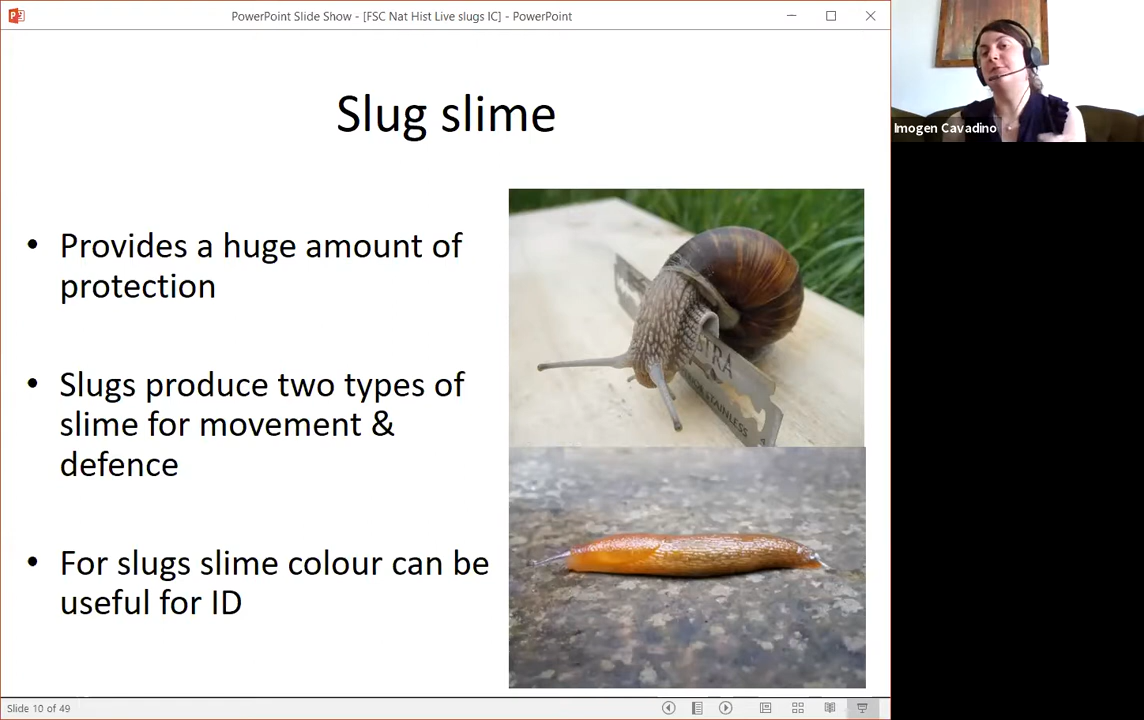 PowerPoint Slide Show - [FSC Nat Hist Live slugs IC] - PowerPoint
Imogen Cavadino
Slug slime
• Provides a huge amount of
protection
• Slugs produce two types of
slime for movement &
defence
• For slugs slime colour can be
useful for ID
STAINLESS
Slide 10 of 49